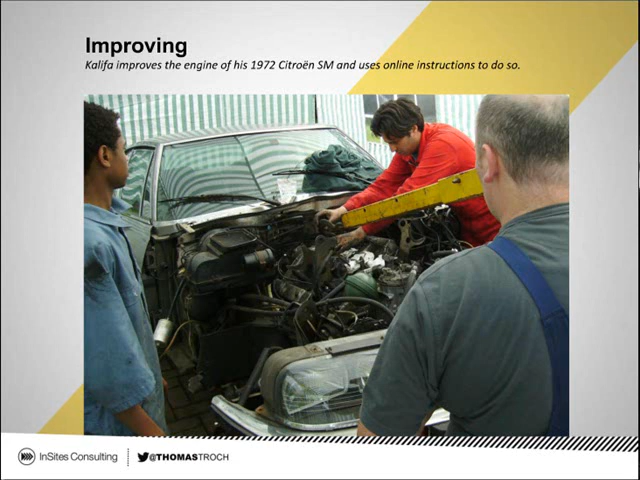 Improving
Kalifa improves the engine of his 1972 Citroën SM and uses online instructions to do so.
InSites Consulting
@THOMASTROCH